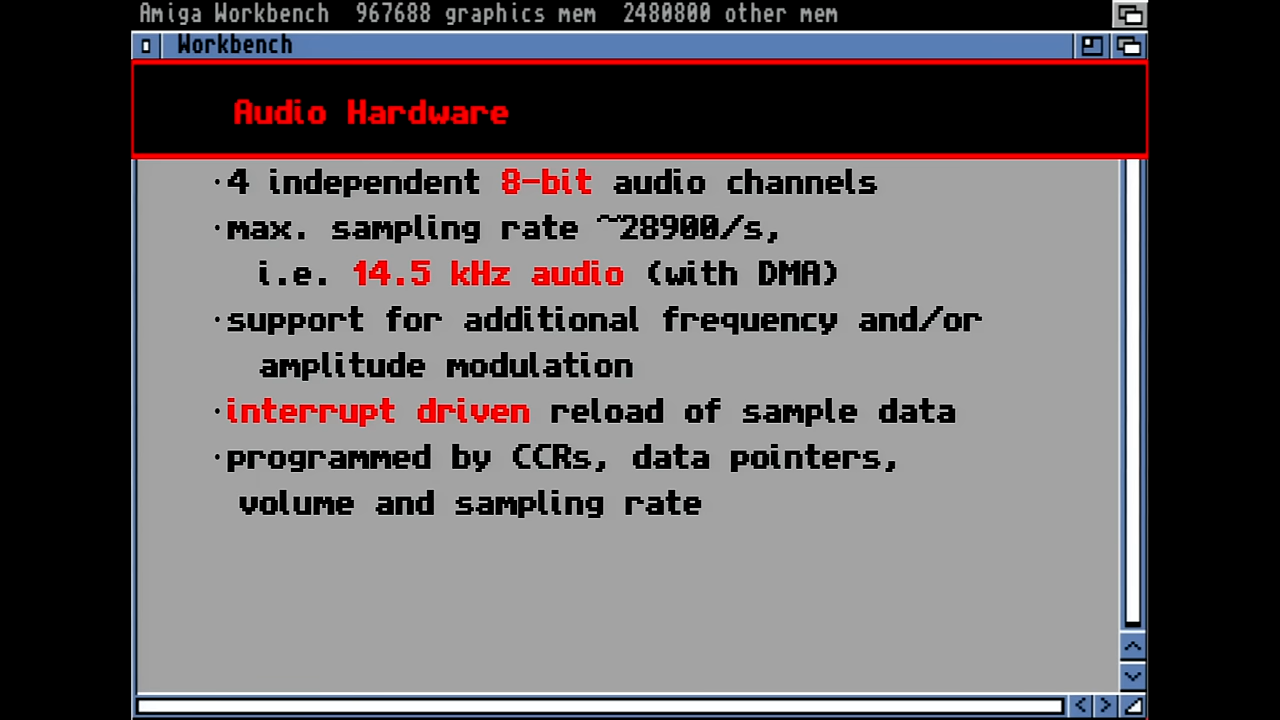 Amiga Workbench  967688 graphics mem  2480800 other mem
Workbench
Audio Hardware
·4 independent 8-bit audio channels
·max. sampling rate ~28900/s,
i.e. 14.5 kHz audio (with DMA)
·support for additional frequency and/or
amplitude modulation
·interrupt driven reload of sample data
·programmed by CCRs, data pointers,
volume and sampling rate